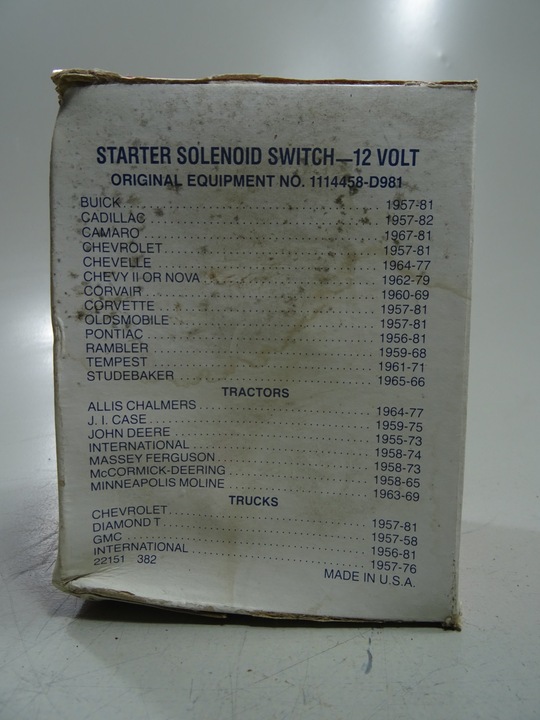 STARTER SOLENOID SWITCH—12 VOLT
ORIGINAL EQUIPMENT NO. 1114458-D981
BUICK 1957-81
CADILLAC 1957-82
CAMARO 1967-81
CHEVROLET 1957-81
CHEVELLE 1964-77
CHEVY II OR NOVA 1962-79
CORVAIR 1960-69
CORVETTE 1957-81
OLDSMOBILE 1957-81
PONTIAC 1956-81
RAMBLER 1959-68
TEMPEST 1961-71
STUDEBAKER 1965-66
TRACTORS
ALLIS CHALMERS 1964-77
J. I. CASE 1959-75
JOHN DEERE 1955-73
INTERNATIONAL 1958-74
MASSEY FERGUSON 1958-73
McCORMICK-DEERING 1958-65
MINNEAPOLIS MOLINE 1963-69
TRUCKS
CHEVROLET 1957-81
DIAMOND T 1957-58
GMC 1956-81
INTERNATIONAL 1957-76
22151 382
MADE IN U.S.A.